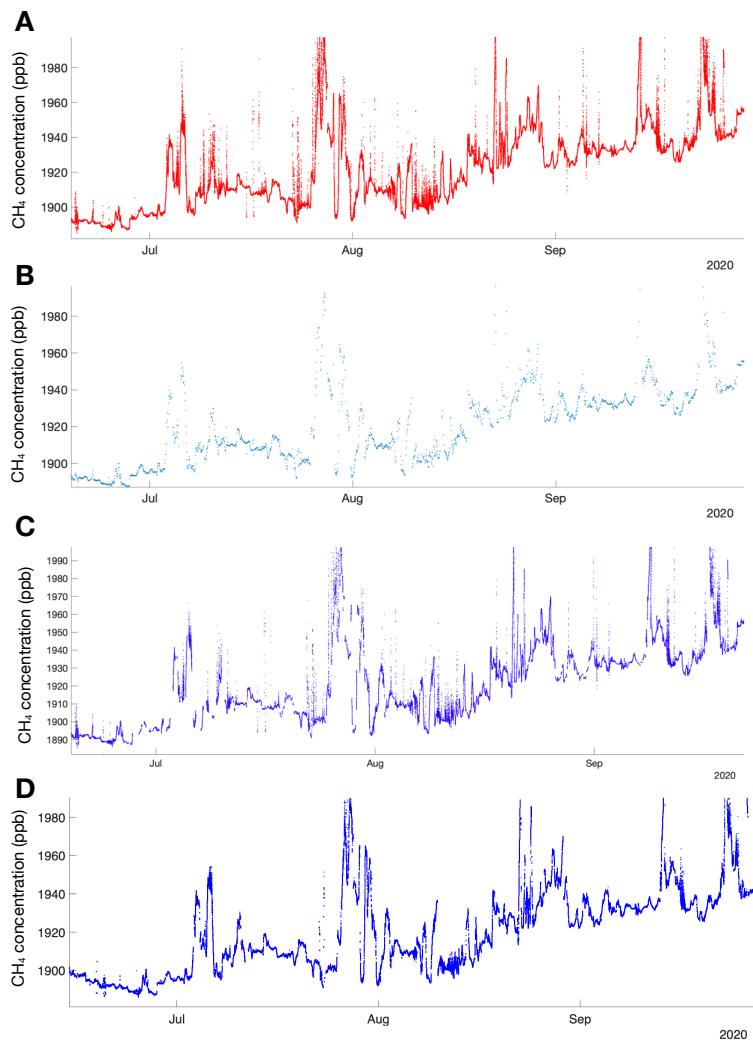 A
CH₄ concentration (ppb)
1980
1960
1940
1920
1900
Jul
Aug
Sep
2020
B
CH₄ concentration (ppb)
1980
1960
1940
1920
1900
Jul
Aug
Sep
2020
C
CH₄ concentration (ppb)
1990
1980
1970
1960
1950
1940
1930
1920
1910
1900
1890
Jul
Aug
Sep
2020
D
CH₄ concentration (ppb)
1980
1960
1940
1920
1900
Jul
Aug
Sep
2020